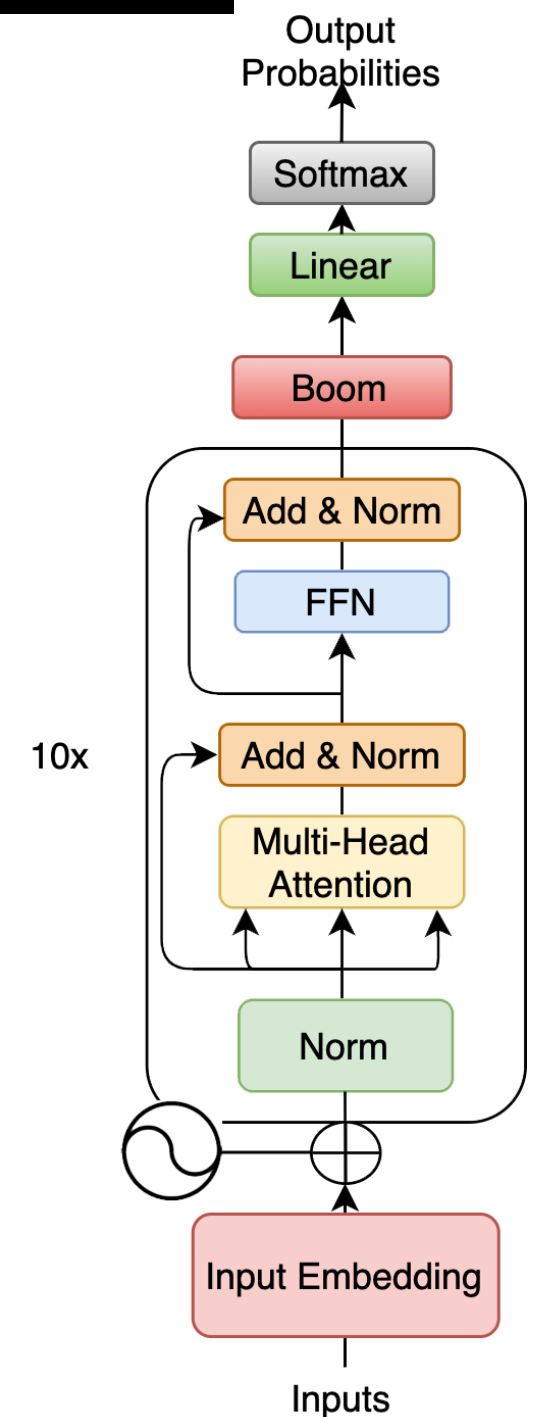 Output
Probabilities
Softmax
Linear
Boom
Add & Norm
FFN
10x
Add & Norm
Multi-Head
Attention
Norm
Input Embedding
Inputs